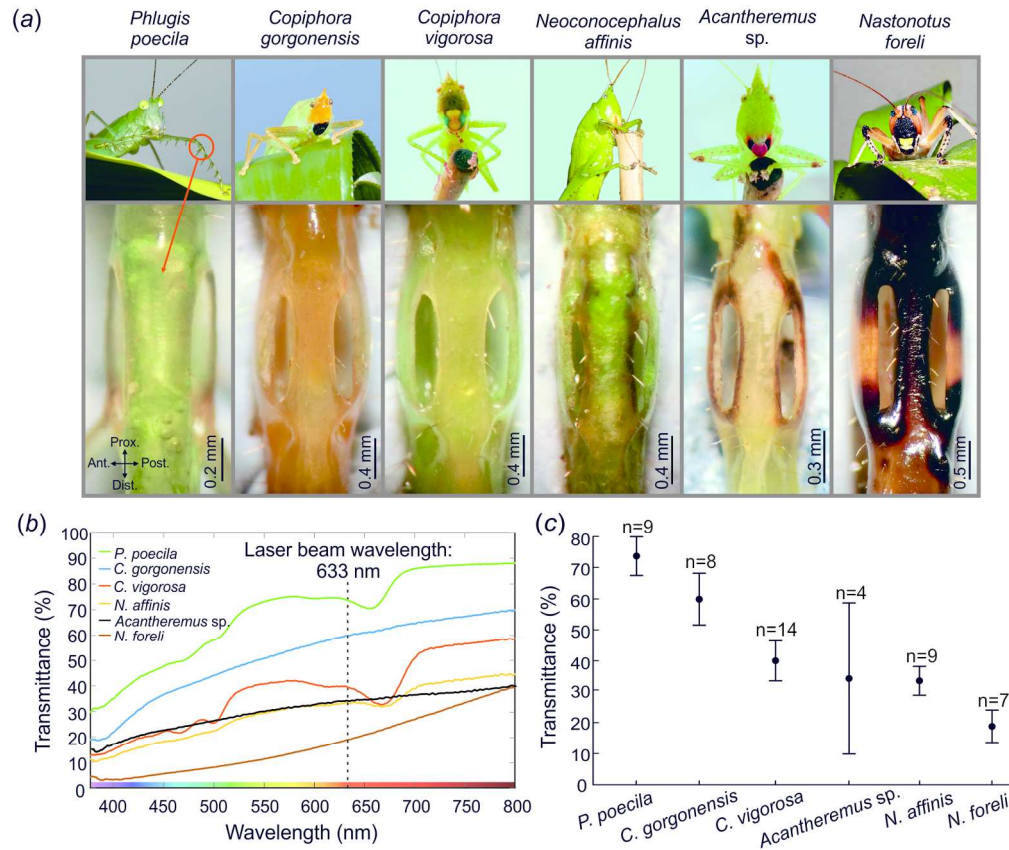 (a)
Phlugis poecila
Copiphora gorgonensis
Copiphora vigorosa
Neoconocephalus affinis
Acantheremus sp.
Nastonotus foreli
Prox.
Ant. Post.
Dist.
0.2 mm
0.4 mm
0.4 mm
0.4 mm
0.3 mm
0.5 mm
(b)
Transmittance (%)
100
90
80
70
60
50
40
30
20
10
0
P. poecila
C. gorgonensis
C. vigorosa
N. affinis
Acantheremus sp.
N. foreli
Laser beam wavelength:
633 nm
400 450 500 550 600 650 700 750 800
Wavelength (nm)
(c)
Transmittance (%)
80
70
60
50
40
30
20
10
0
n=9
n=8
n=14
n=4
n=9
n=7
P. poecila
C. gorgonensis
C. vigorosa
Acantheremus sp.
N. affinis
N. foreli